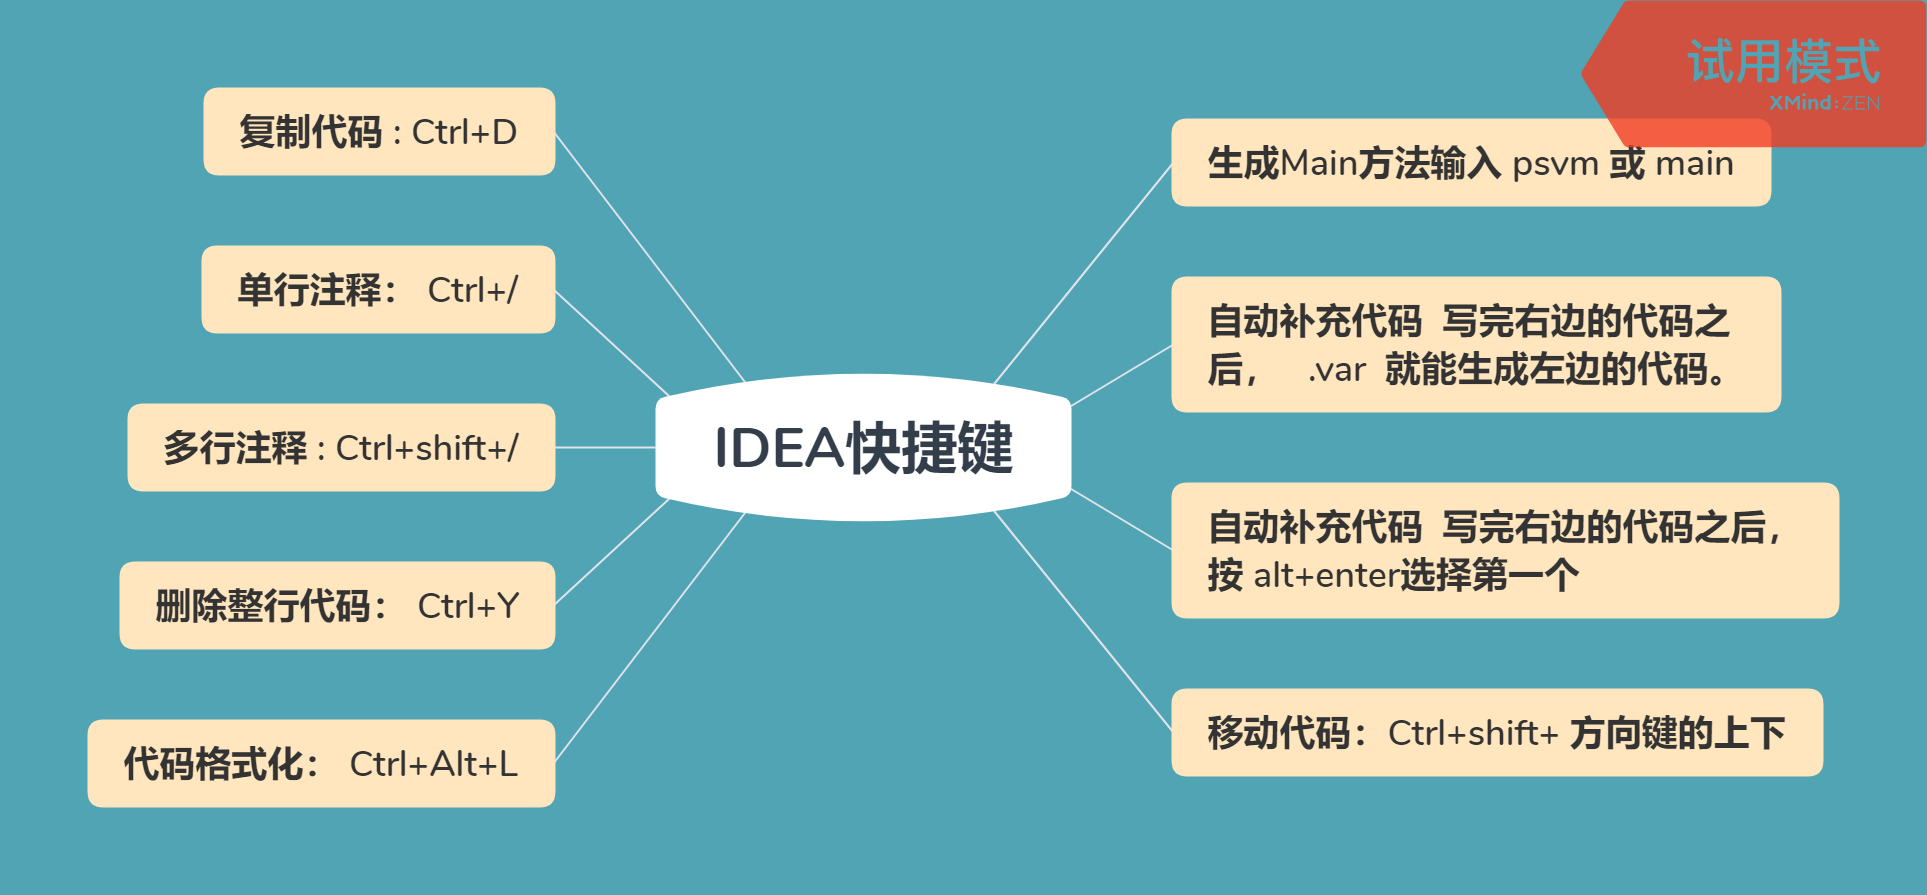 试用模式
XMind:ZEN
复制代码 : Ctrl+D
单行注释： Ctrl+/
多行注释 : Ctrl+shift+/
删除整行代码： Ctrl+Y
代码格式化： Ctrl+Alt+L
IDEA快捷键
生成Main方法输入 psvm 或 main
自动补充代码 写完右边的代码之
后， .var 就能生成左边的代码。
自动补充代码 写完右边的代码之后，
按 alt+enter选择第一个
移动代码：Ctrl+shift+ 方向键的上下